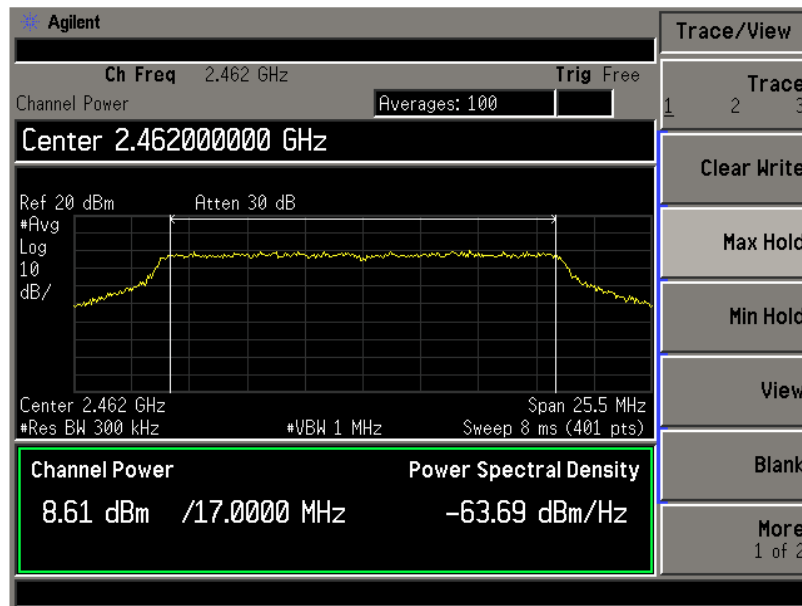 Agilent
Trace/View
Ch Freq 2.462 GHz Trig Free
Channel Power Averages: 100
Trace
1 2 3
Center 2.462000000 GHz
Clear Write
Ref 20 dBm Atten 30 dB
#Avg
Log
10
dB/
Max Hold
Min Hold
View
Center 2.462 GHz Span 25.5 MHz
#Res BW 300 kHz #VBW 1 MHz Sweep 8 ms (401 pts)
Channel Power Power Spectral Density
8.61 dBm /17.0000 MHz -63.69 dBm/Hz
Blank
More
1 of 2